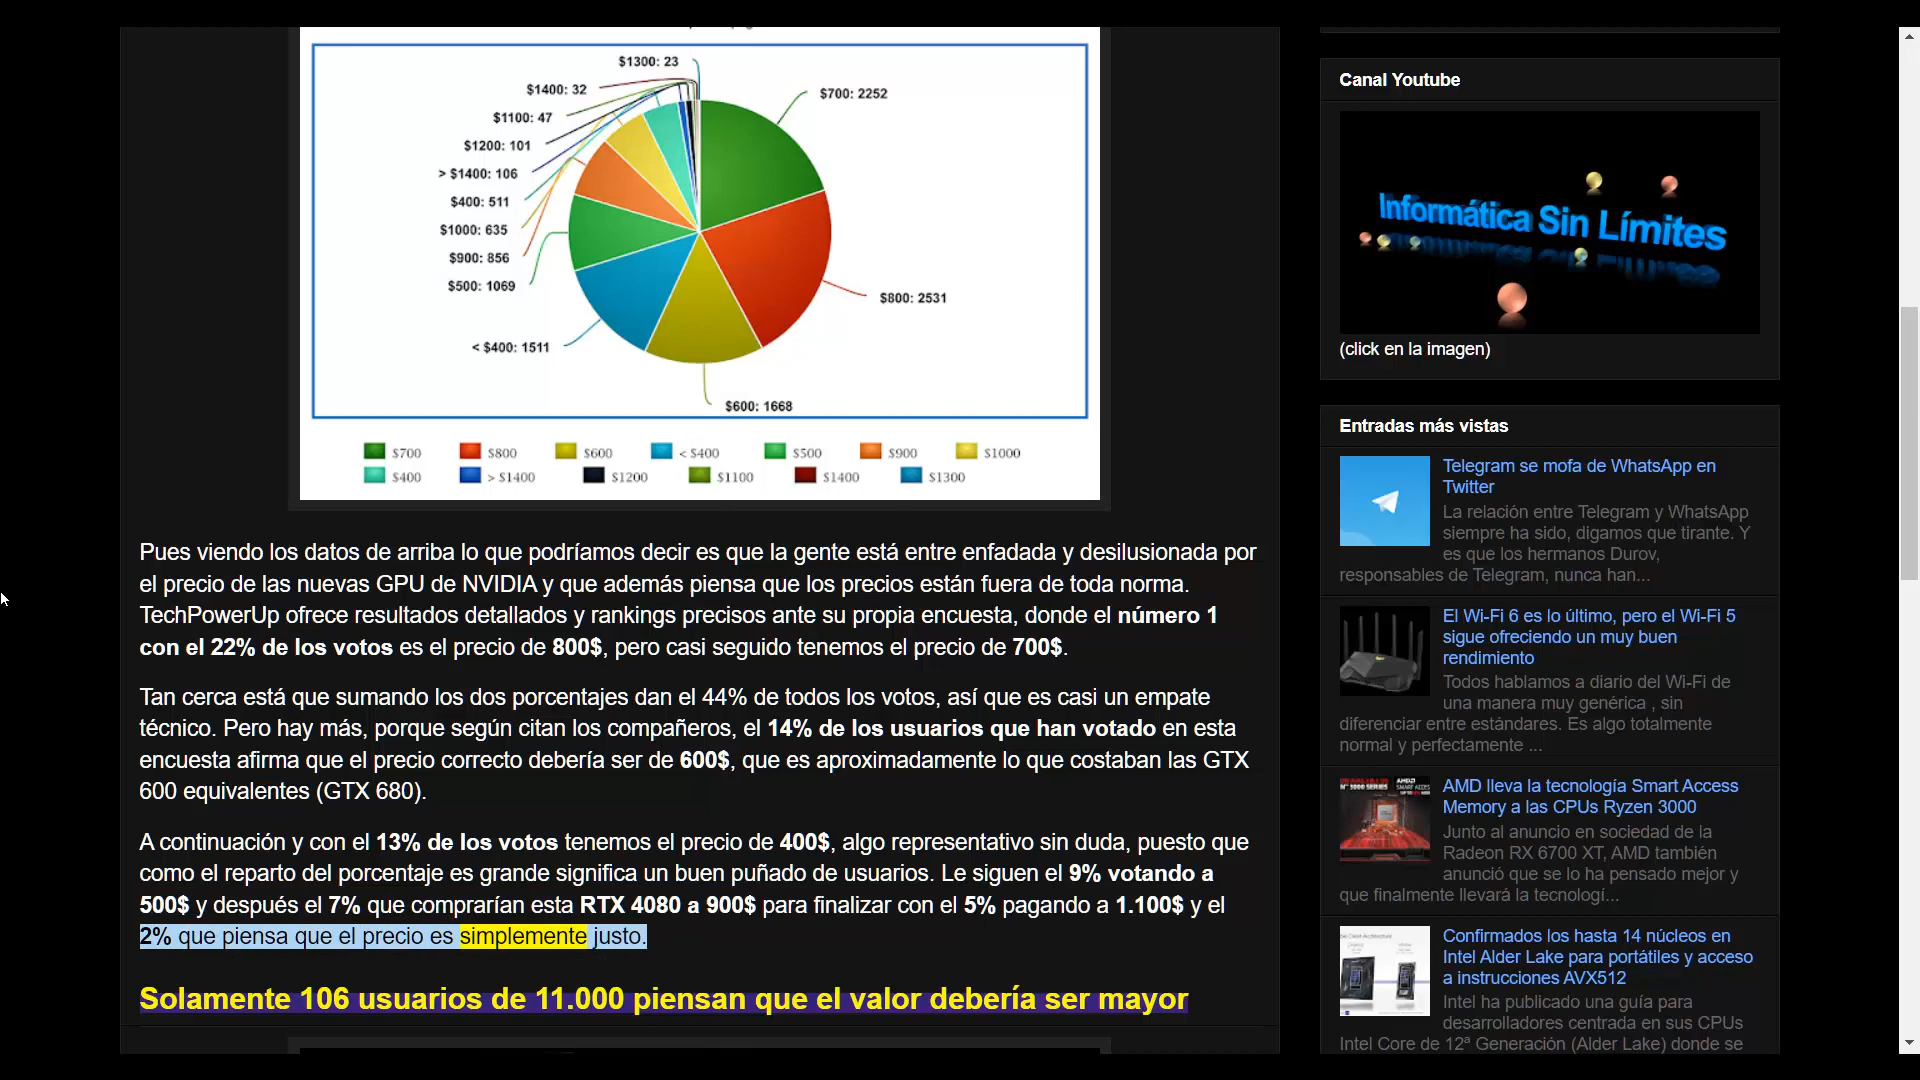 $1300: 23
$1400: 32
$1100: 47
$1200: 101
> $1400: 106
$400: 511
$1000: 635
$900: 856
$500: 1069
< $400: 1511
$700: 2252
$800: 2531
$600: 1668
$700 $800 $600 < $400 $500 $900 $1000
$400 > $1400 $1200 $1100 $1400 $1300
Pues viendo los datos de arriba lo que podríamos decir es que la gente está entre enfadada y desilusionada por
el precio de las nuevas GPU de NVIDIA y que además piensa que los precios están fuera de toda norma.
TechPowerUp ofrece resultados detallados y rankings precisos ante su propia encuesta, donde el número 1
con el 22% de los votos es el precio de 800$, pero casi seguido tenemos el precio de 700$.
Tan cerca está que sumando los dos porcentajes dan el 44% de todos los votos, así que es casi un empate
técnico. Pero hay más, porque según citan los compañeros, el 14% de los usuarios que han votado en esta
encuesta afirma que el precio correcto debería ser de 600$, que es aproximadamente lo que costaban las GTX
600 equivalentes (GTX 680).
A continuación y con el 13% de los votos tenemos el precio de 400$, algo representativo sin duda, puesto que
como el reparto del porcentaje es grande significa un buen puñado de usuarios. Le siguen el 9% votando a
500$ y después el 7% que comprarían esta RTX 4080 a 900$ para finalizar con el 5% pagando a 1.100$ y el
2% que piensa que el precio es simplemente justo.
Solamente 106 usuarios de 11.000 piensan que el valor debería ser mayor
Canal Youtube
Informática Sin Límites
(click en la imagen)
Entradas más vistas
Telegram se mofa de WhatsApp en
Twitter
La relación entre Telegram y WhatsApp
siempre ha sido, digamos que tirante. Y
es que los hermanos Durov,
responsables de Telegram, nunca han...
El Wi-Fi 6 es lo último, pero el Wi-Fi 5
sigue ofreciendo un muy buen
rendimiento
Todos hablamos a diario del Wi-Fi de
una manera muy genérica , sin
diferenciar entre estándares. Es algo totalmente
normal y perfectamente ...
AMD lleva la tecnología Smart Access
Memory a las CPUs Ryzen 3000
Junto al anuncio en sociedad de la
Radeon RX 6700 XT, AMD también
anunció que se lo ha pensado mejor y
que finalmente llevará la tecnologí...
Confirmados los hasta 14 núcleos en
Intel Alder Lake para portátiles y acceso
a instrucciones AVX512
Intel ha publicado una guía para
desarrolladores centrada en sus CPUs
Intel Core de 12ª Generación (Alder Lake) donde se